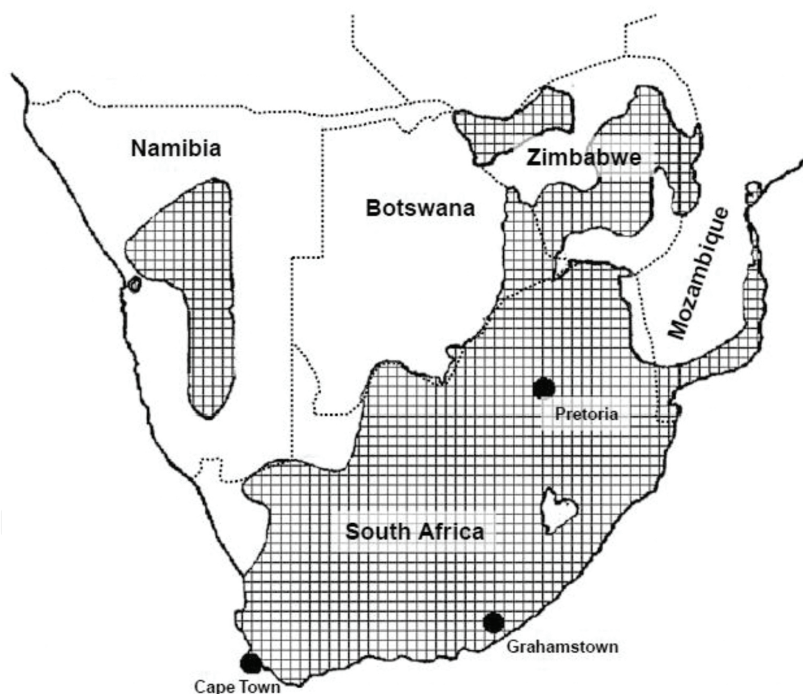 Namibia
Zimbabwe
Botswana
Mozambique
Pretoria
South Africa
Grahamstown
Cape Town